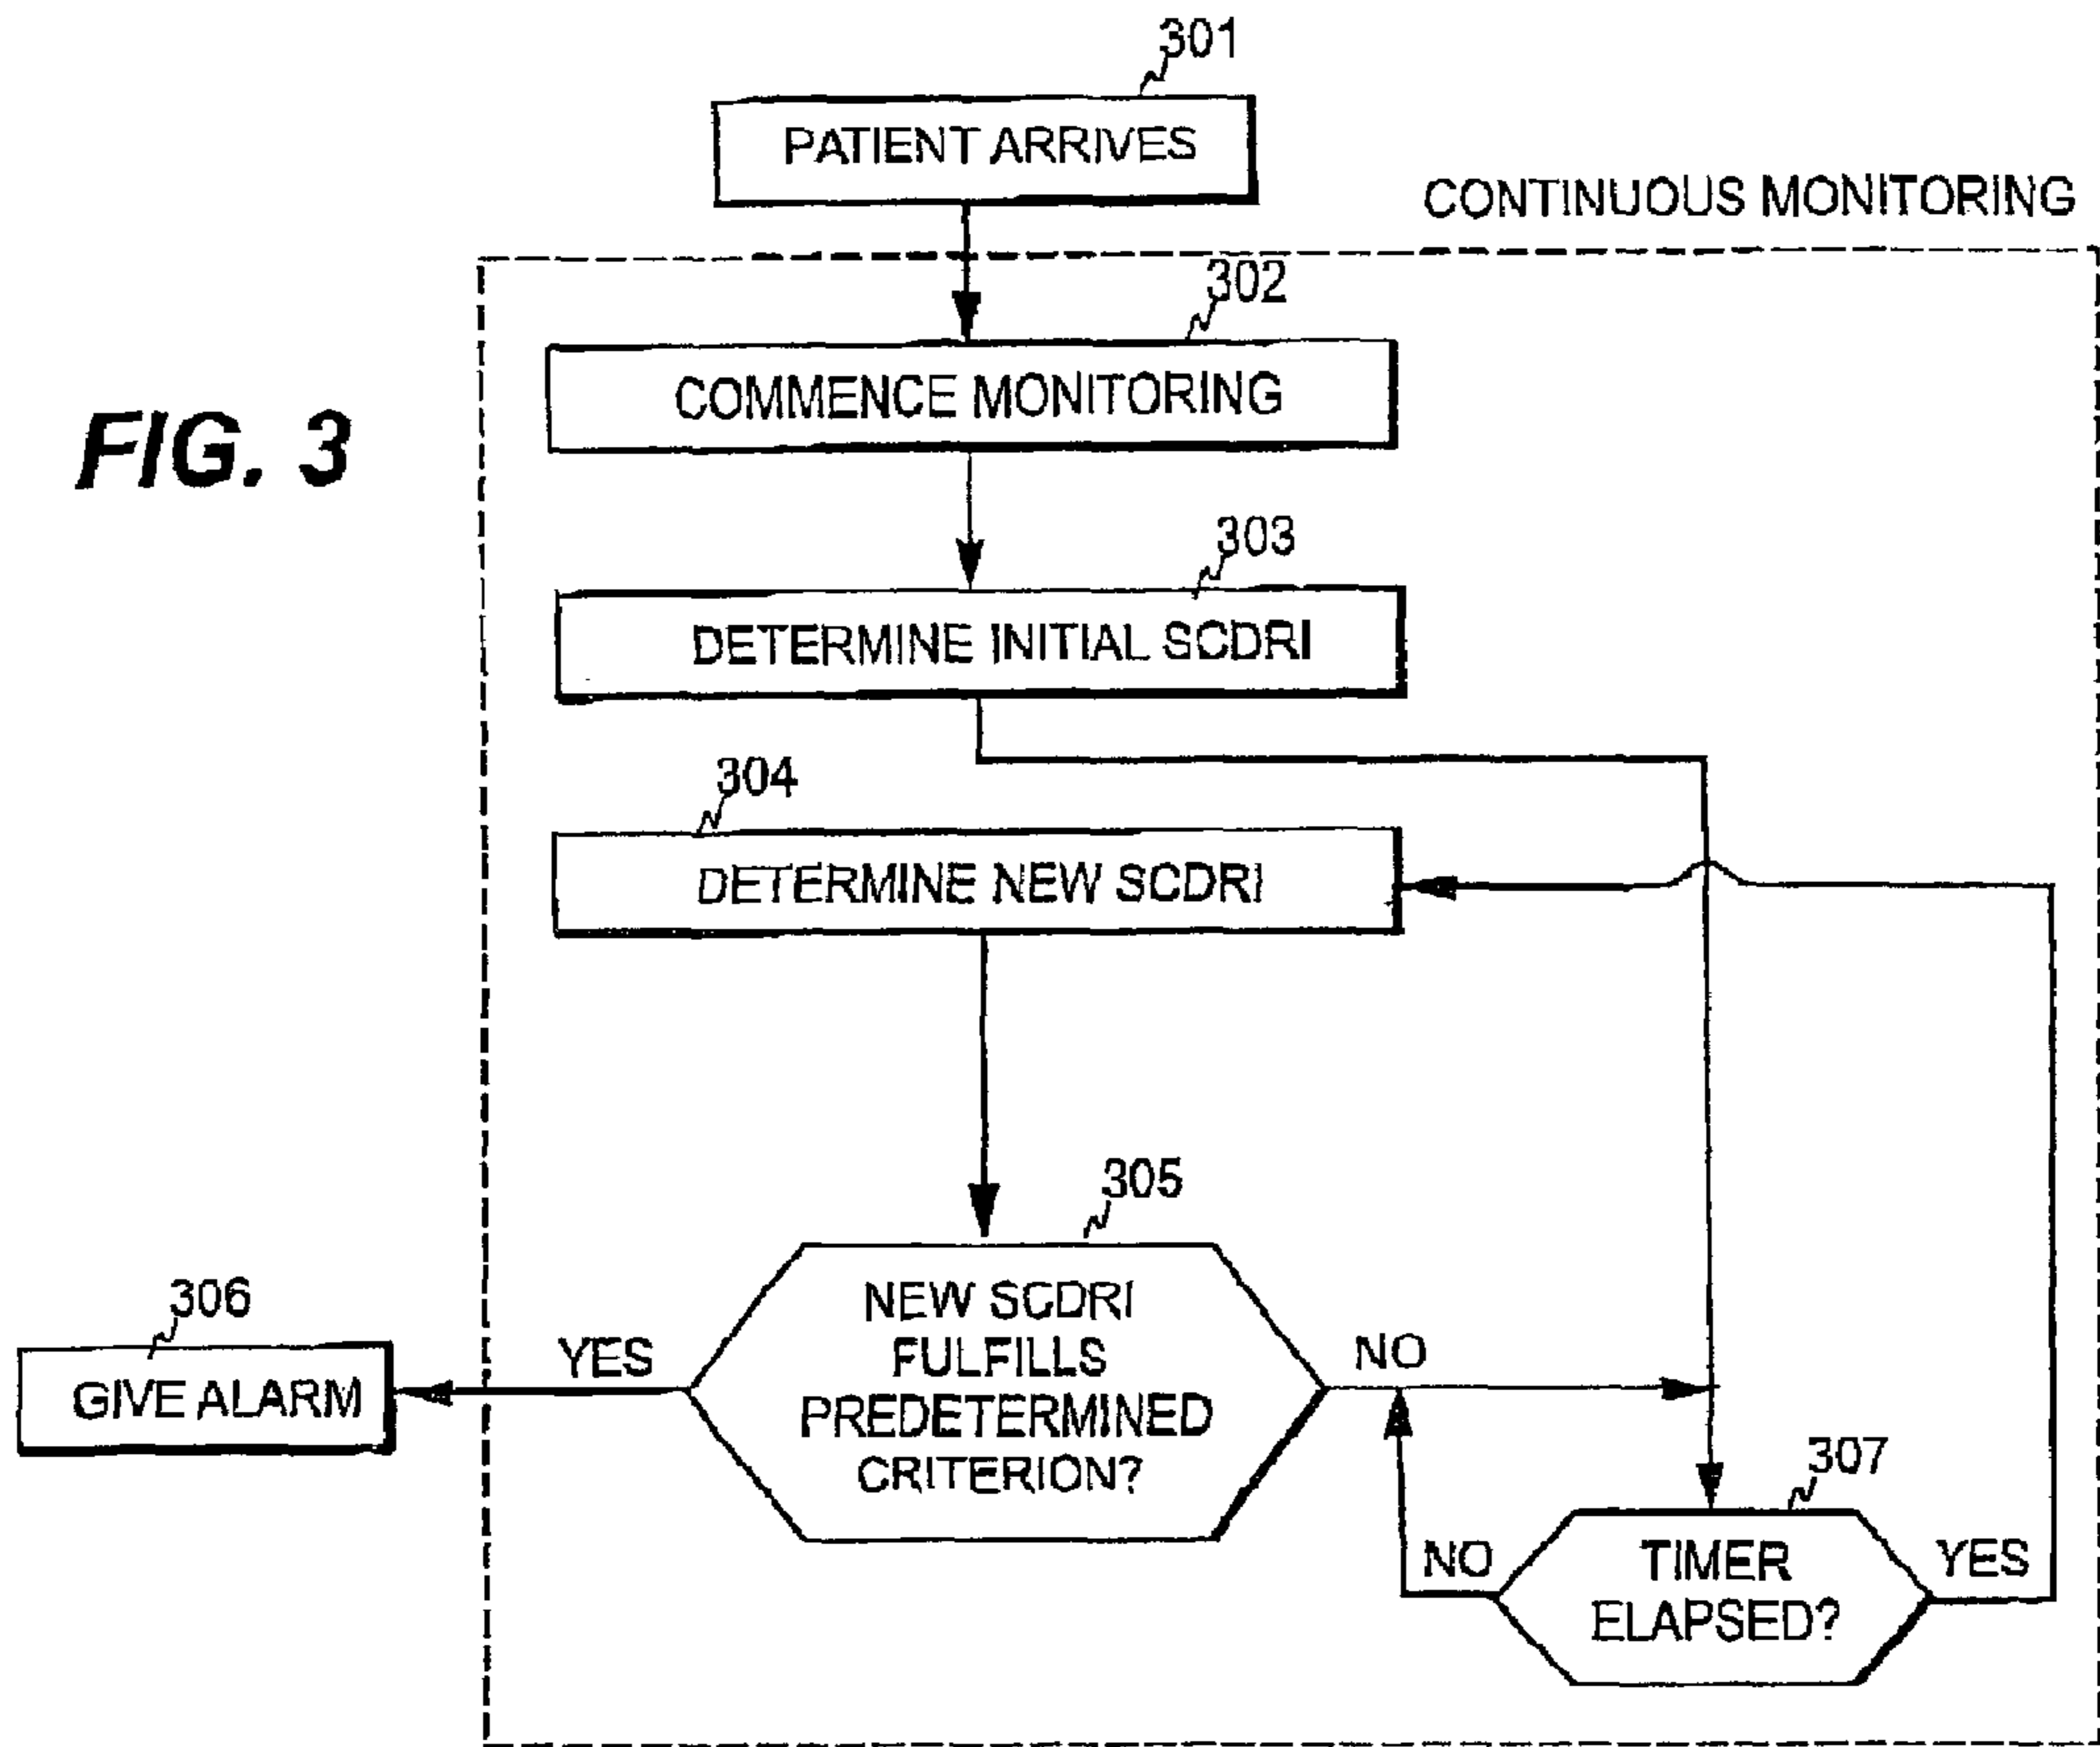 301
PATIENT ARRIVES
CONTINUOUS MONITORING
302
COMMENCE MONITORING
FIG. 3
303
DETERMINE INITIAL SCDRI
304
DETERMINE NEW SCDRI
305
NEW SCDRI
FULFILLS
PREDETERMINED
CRITERION?
YES
NO
306
GIVE ALARM
307
TIMER
ELAPSED?
NO
YES